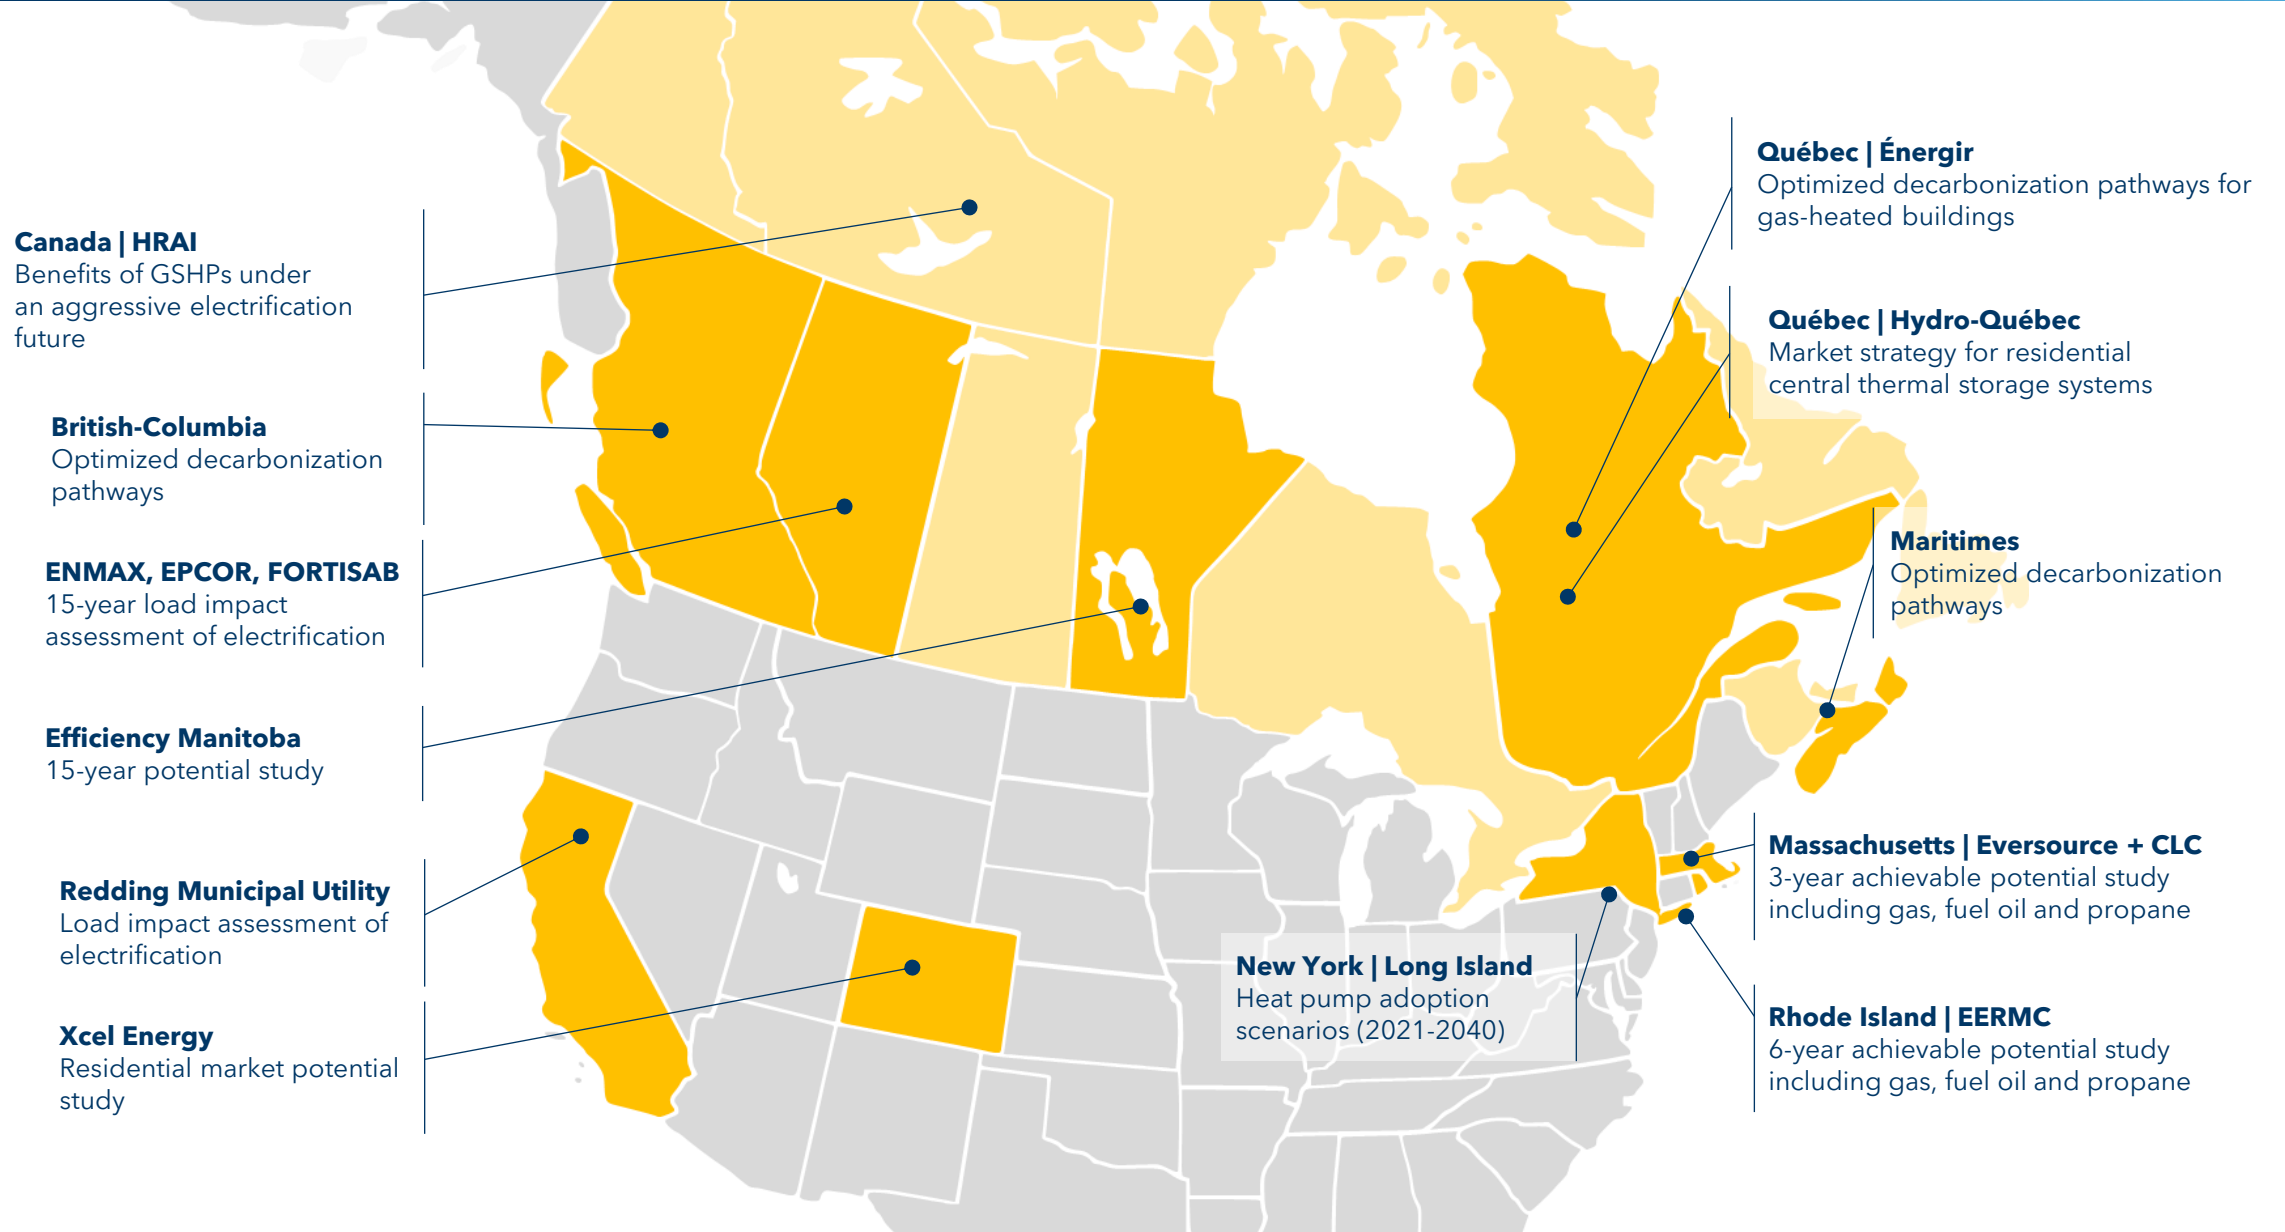 Canada | HRAI
Benefits of GSHPs under
an aggressive electrification
future
British-Columbia
Optimized decarbonization
pathways
ENMAX, EPCOR, FORTISAB
15-year load impact
assessment of electrification
Efficiency Manitoba
15-year potential study
Redding Municipal Utility
Load impact assessment of
electrification
Xcel Energy
Residential market potential
study
Québec | Énergir
Optimized decarbonization pathways for
gas-heated buildings
Québec | Hydro-Québec
Market strategy for residential
central thermal storage systems
Maritimes
Optimized decarbonization
pathways
Massachusetts | Eversource + CLC
3-year achievable potential study
including gas, fuel oil and propane
New York | Long Island
Heat pump adoption
scenarios (2021-2040)
Rhode Island | EERMC
6-year achievable potential study
including gas, fuel oil and propane